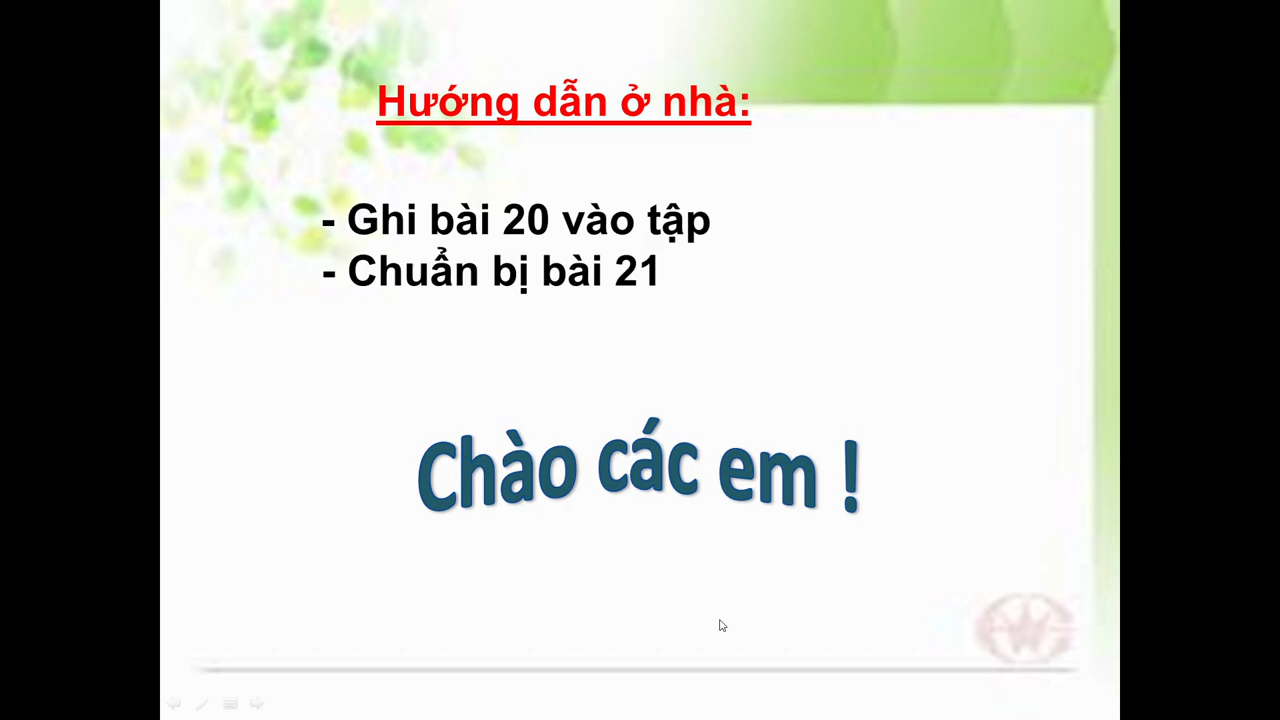 Hướng dẫn ở nhà:
- Ghi bài 20 vào tập
- Chuẩn bị bài 21
Chào các em !